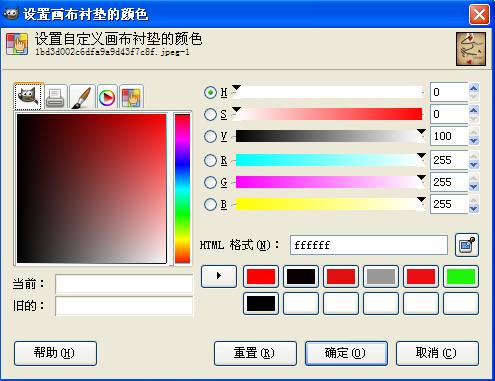 设置画布衬垫的颜色
设置自定义画布衬垫的颜色
1bd3d002c6dfa9a9d43f7c8f.jpeg-1
H 0
S 0
V 100
R 255
G 255
B 255
HTML 格式(N): ffffff
当前:
旧的:
帮助(H) 重置(R) 确定(O) 取消(C)